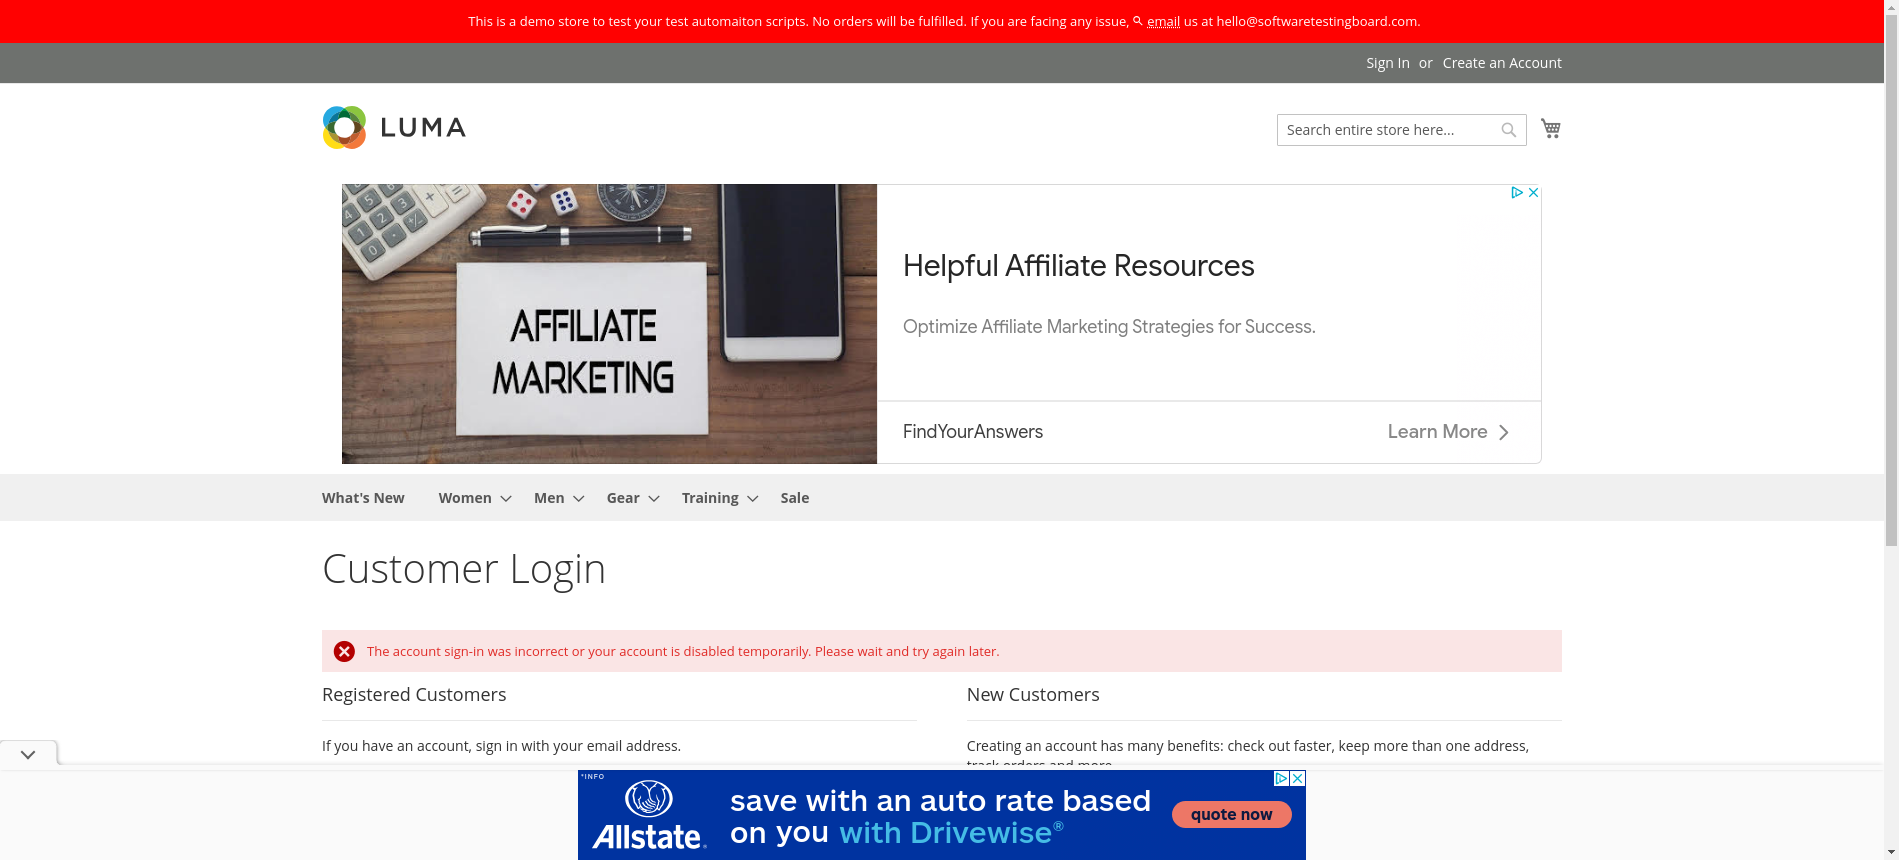 This is a demo store to test your test automaiton scripts. No orders will be fulfilled. If you are facing any issue, email us at hello@softwaretestingboard.com.
Sign In or Create an Account
LUMA
Search entire store here...
AFFILIATE
MARKETING
Helpful Affiliate Resources
Optimize Affiliate Marketing Strategies for Success.
FindYourAnswers
Learn More
What's New Women Men Gear Training Sale
Customer Login
The account sign-in was incorrect or your account is disabled temporarily. Please wait and try again later.
Registered Customers
If you have an account, sign in with your email address.
New Customers
Creating an account has many benefits: check out faster, keep more than one address,
track orders and more.
*INFO
Allstate.
save with an auto rate based
on you with Drivewise®
quote now